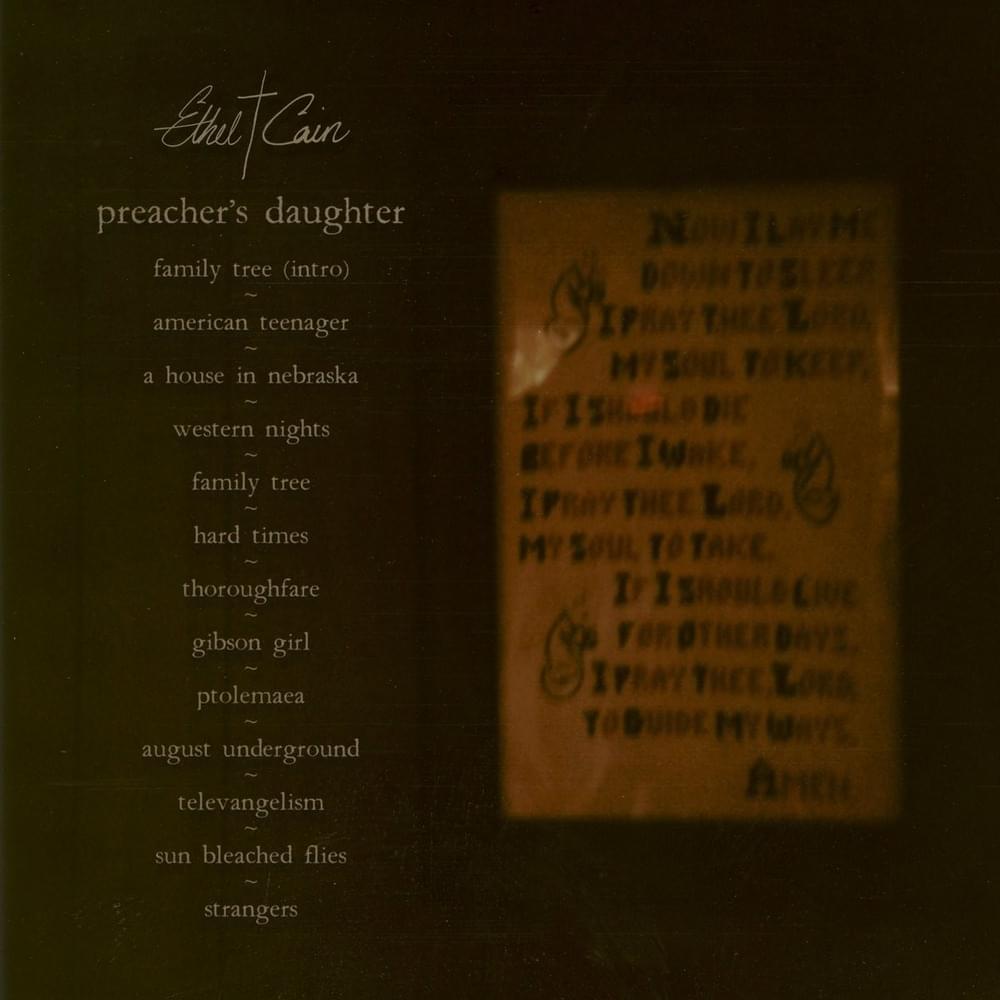 Ethel Cain
preacher's daughter
family tree (intro)
~
american teenager
~
a house in nebraska
~
western nights
~
family tree
~
hard times
~
thoroughfare
~
gibson girl
~
ptolemaea
~
august underground
~
televangelism
~
sun bleached flies
~
strangers
NOW I LAY ME
DOWN TO SLEEP
I PRAY THEE LORD,
MY SOUL TO KEEP,
IF I SHOULD DIE
BEFORE I WAKE,
I PRAY THEE LORD,
MY SOUL TO TAKE.
IF I SHOULD LIVE
FOR OTHER DAYS,
I PRAY THEE, LORD,
TO GUIDE MY WAYS.
AMEN